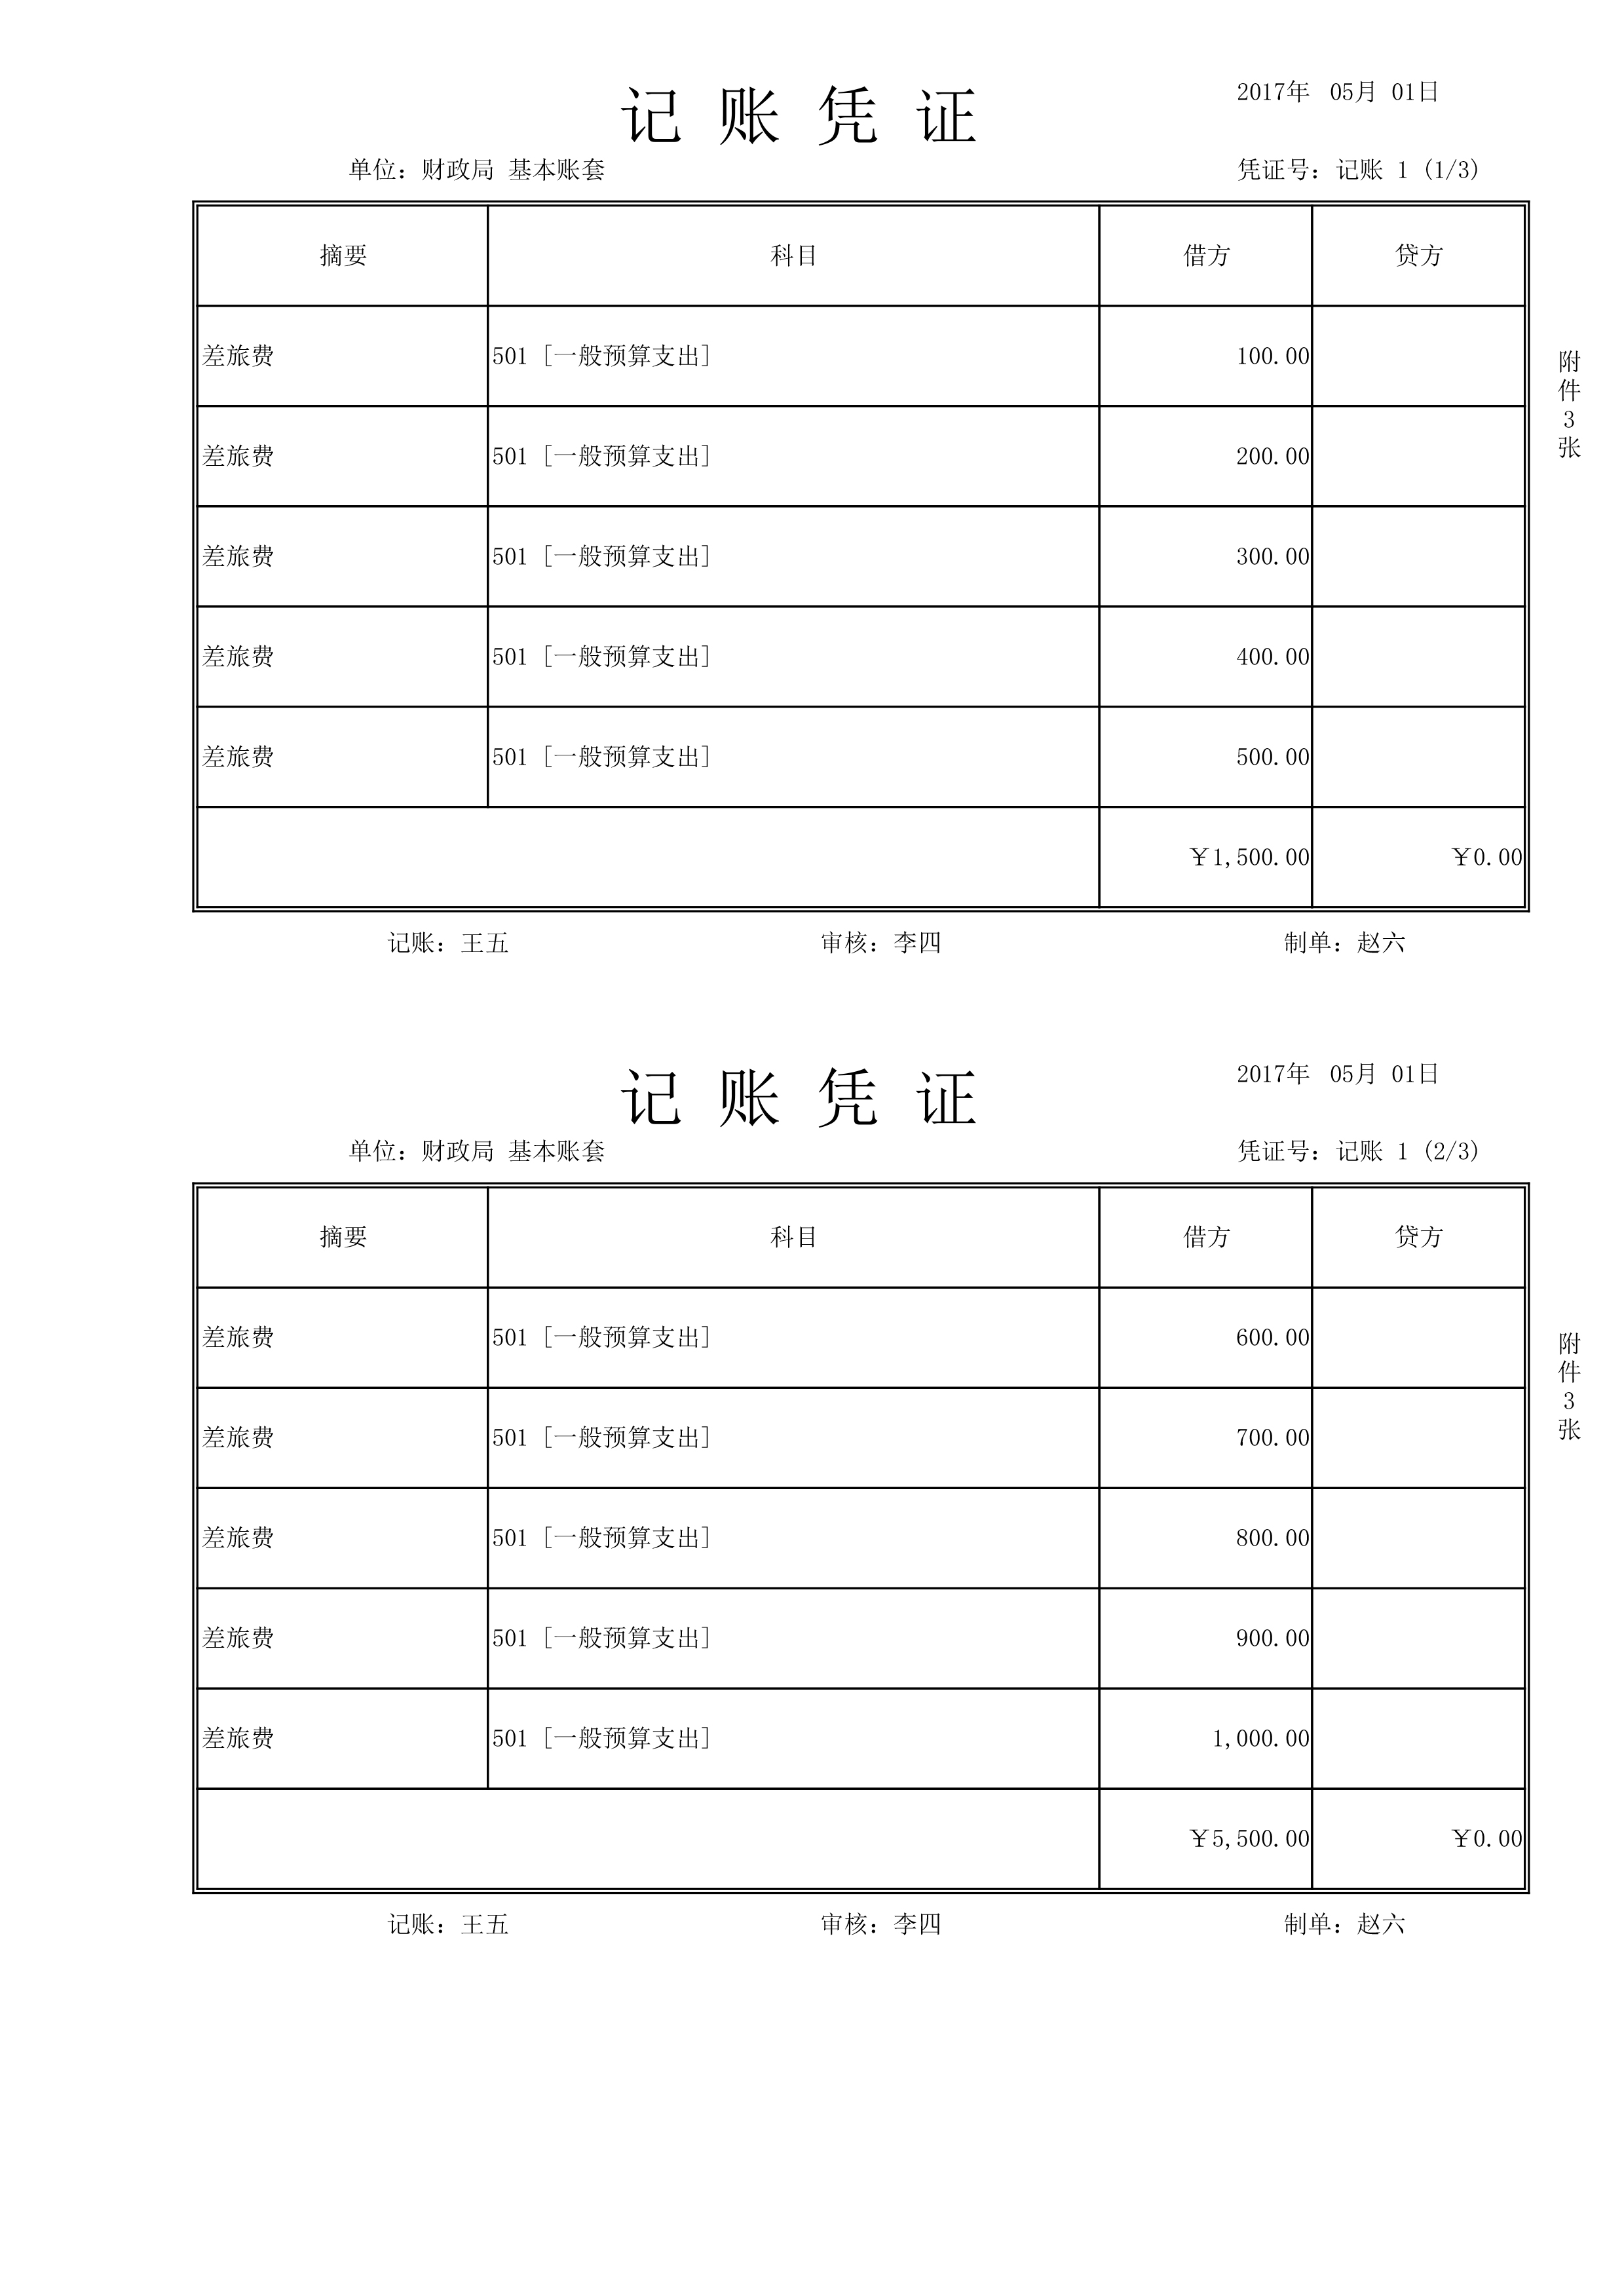 记 账 凭 证
2017年 05月 01日
单位：财政局 基本账套
凭证号：记账 1 (1/3)
摘要 科目 借方 贷方
差旅费 501 [一般预算支出] 100.00
差旅费 501 [一般预算支出] 200.00
差旅费 501 [一般预算支出] 300.00
差旅费 501 [一般预算支出] 400.00
差旅费 501 [一般预算支出] 500.00
￥1,500.00 ￥0.00
附件3张
记账：王五 审核：李四 制单：赵六
记 账 凭 证
2017年 05月 01日
单位：财政局 基本账套
凭证号：记账 1 (2/3)
摘要 科目 借方 贷方
差旅费 501 [一般预算支出] 600.00
差旅费 501 [一般预算支出] 700.00
差旅费 501 [一般预算支出] 800.00
差旅费 501 [一般预算支出] 900.00
差旅费 501 [一般预算支出] 1,000.00
￥5,500.00 ￥0.00
附件3张
记账：王五 审核：李四 制单：赵六